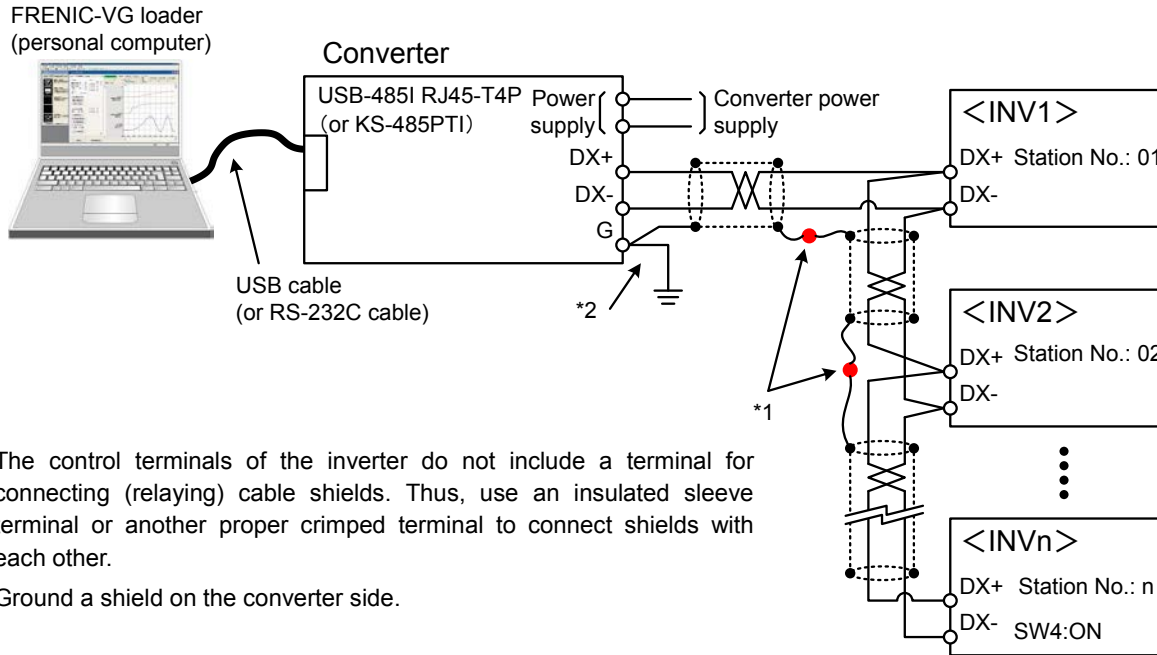 FRENIC-VG loader
(personal computer)
Converter
USB-485I RJ45-T4P
(or KS-485PTI)
Power
supply
Converter power
supply
DX+
DX-
G
USB cable
(or RS-232C cable)
*2
*1
<INV1>
DX+ Station No.: 01
DX-
<INV2>
DX+ Station No.: 02
DX-
<INVn>
DX+ Station No.: n
DX- SW4:ON
The control terminals of the inverter do not include a terminal for
connecting (relaying) cable shields. Thus, use an insulated sleeve
terminal or another proper crimped terminal to connect shields with
each other.
Ground a shield on the converter side.